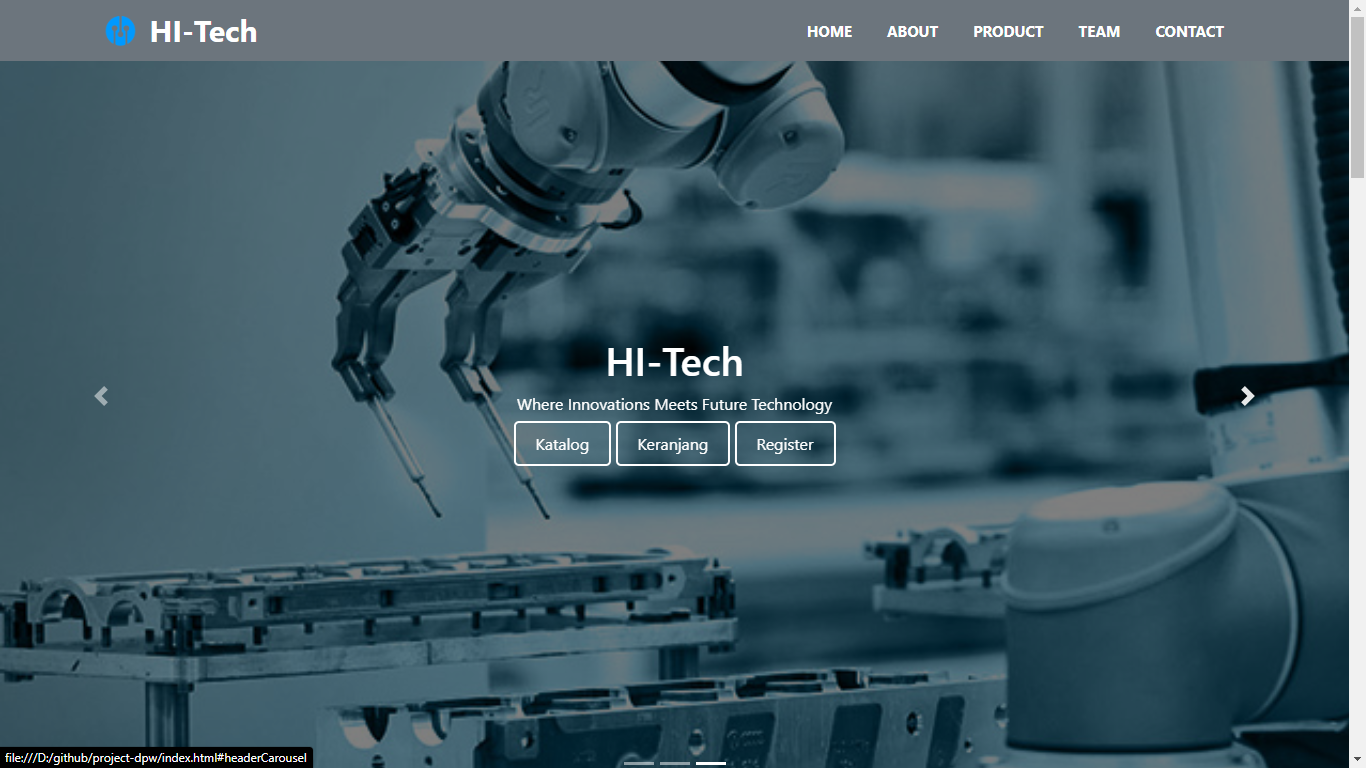 HI-Tech
HOME ABOUT PRODUCT TEAM CONTACT
HI-Tech
Where Innovations Meets Future Technology
Katalog Keranjang Register
file:///D:/github/project-dpw/index.html#headerCarousel